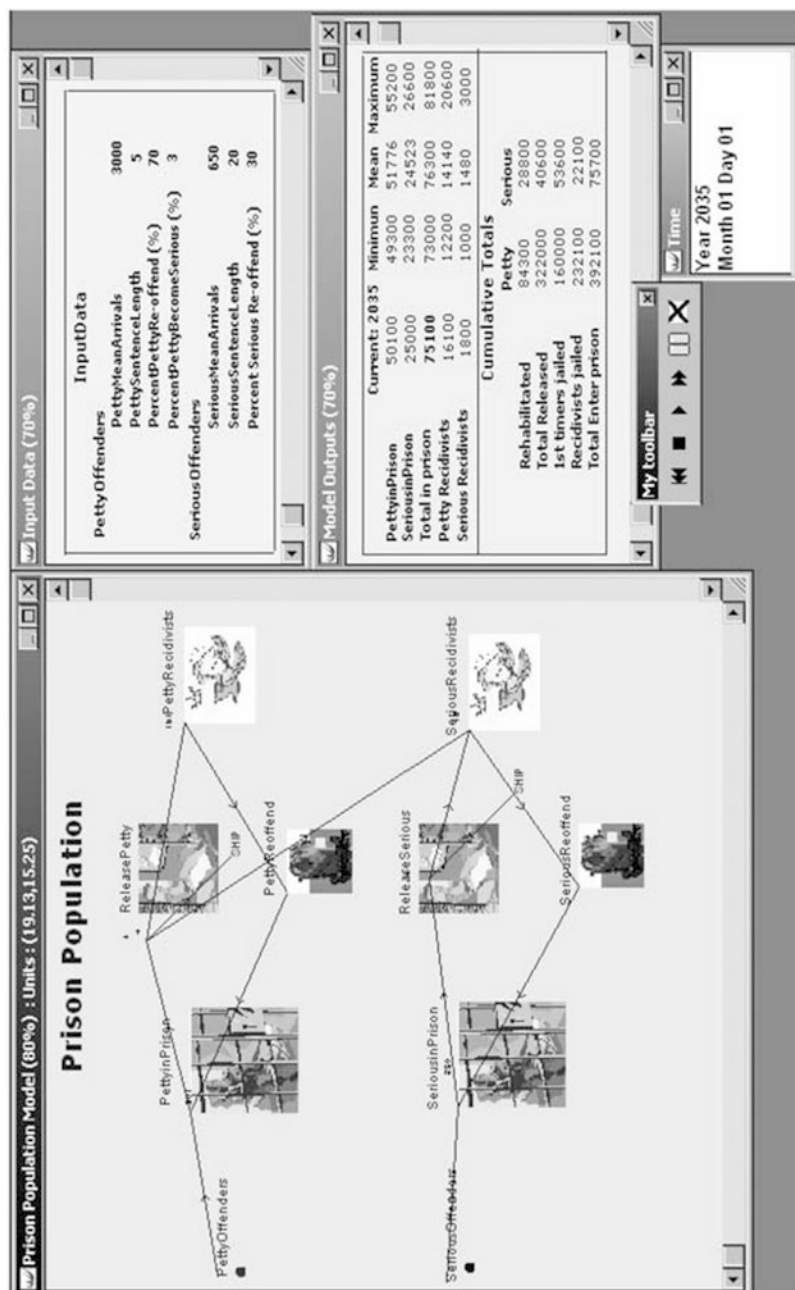 Prison Population Model (80%) : Units : (19.13,15.25)
Prison Population
PettyOffenders
PettyinPrison
ReleasePetty
SHIP
PettyRecidivists
PettyReoffend
SeriousOffenders
SeriousinPrison
ReleaseSerious
SHIP
SeriousRecidivists
SeriousReoffend
Input Data (70%)
InputData
PettyOffenders
PettyMeanArrivals 3000
PettySentenceLength 5
PercentPettyRe-offend (%) 70
PercentPettyBecomeSerious (%) 3
SeriousOffenders
SeriousMeanArrivals 650
SeriousSentenceLength 20
Percent Serious Re-offend (%) 30
Model Outputs (70%)
Current: 2035 Minimun Mean Maximum
PettyinPrison 50100 49300 51776 55200
SeriousinPrison 25000 23300 24523 26600
Total in prison 75100 73000 76300 81800
Petty Recidivists 16100 12200 14140 20600
Serious Recidivists 1800 1000 1480 3000
Cumulative Totals
Petty Serious
Rehabilitated 84300 28800
Total Released 322000 40600
1st timers jailed 160000 53600
Recidivists jailed 232100 22100
Total Enter prison 392100 75700
My toolbar
Time
Year 2035
Month 01 Day 01